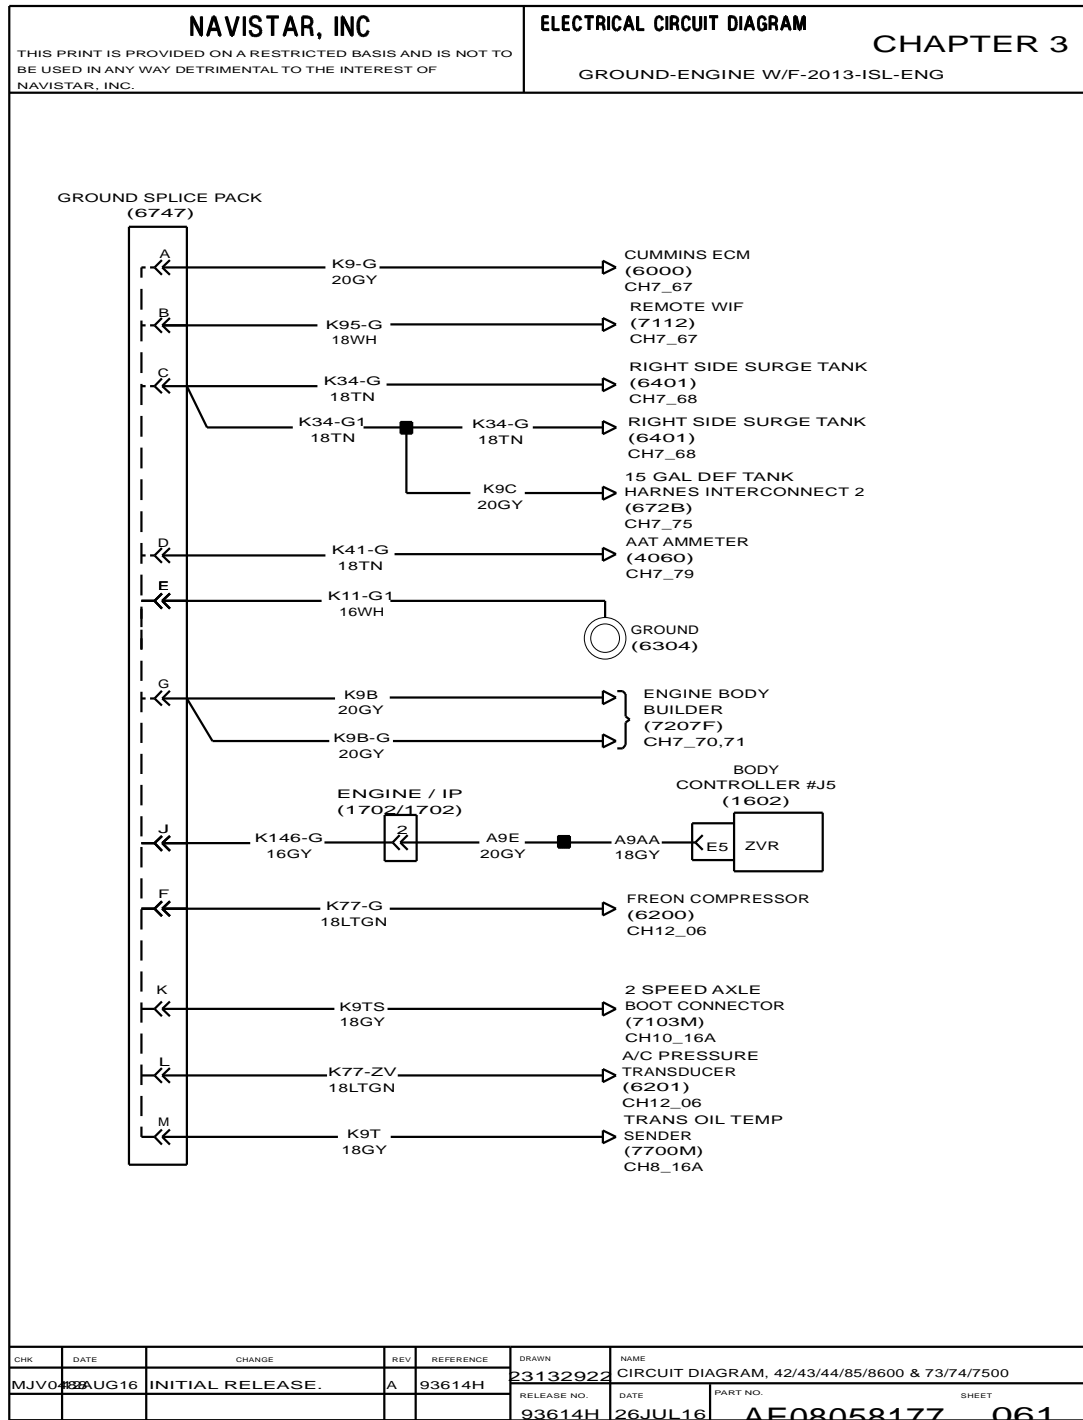 NAVISTAR, INC
THIS PRINT IS PROVIDED ON A RESTRICTED BASIS AND IS NOT TO
BE USED IN ANY WAY DETRIMENTAL TO THE INTEREST OF
NAVISTAR, INC.
ELECTRICAL CIRCUIT DIAGRAM
CHAPTER 3
GROUND-ENGINE W/F-2013-ISL-ENG
GROUND SPLICE PACK
(6747)
A
K9-G
20GY
CUMMINS ECM
(6000)
CH7_67
B
K95-G
18WH
REMOTE WIF
(7112)
CH7_67
C
K34-G
18TN
RIGHT SIDE SURGE TANK
(6401)
CH7_68
K34-G1
18TN
K34-G
18TN
RIGHT SIDE SURGE TANK
(6401)
CH7_68
K9C
20GY
15 GAL DEF TANK
HARNES INTERCONNECT 2
(672B)
CH7_75
D
K41-G
18TN
AAT AMMETER
(4060)
CH7_79
E
K11-G1
16WH
GROUND
(6304)
G
K9B
20GY
K9B-G
20GY
ENGINE BODY
BUILDER
(7207F)
CH7_70,71
J
K146-G
16GY
ENGINE / IP
(1702/1702)
2
A9E
20GY
A9AA
18GY
BODY
CONTROLLER #J5
(1602)
E5
ZVR
F
K77-G
18LTGN
FREON COMPRESSOR
(6200)
CH12_06
K
K9TS
18GY
2 SPEED AXLE
BOOT CONNECTOR
(7103M)
CH10_16A
L
K77-ZV
18LTGN
A/C PRESSURE
TRANSDUCER
(6201)
CH12_06
M
K9T
18GY
TRANS OIL TEMP
SENDER
(7700M)
CH8_16A
CHK DATE CHANGE REV REFERENCE
INITIAL RELEASE. A 93614H
DRAWN
23132922
NAME
CIRCUIT DIAGRAM, 42/43/44/85/8600 & 73/74/7500
RELEASE NO.
93614H
DATE
26JUL16
PART NO.
AE08058177
SHEET
061